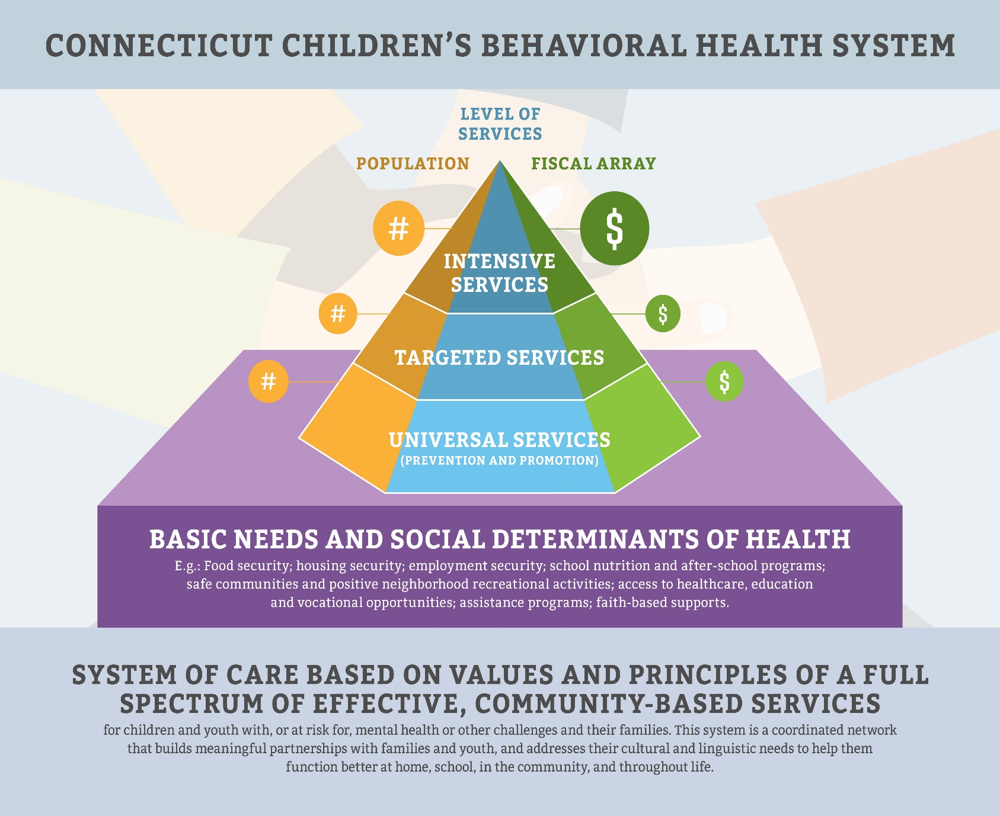 CONNECTICUT CHILDREN’S BEHAVIORAL HEALTH SYSTEM
LEVEL OF
SERVICES
POPULATION
FISCAL ARRAY
#
$
INTENSIVE
SERVICES
#
$
TARGETED SERVICES
#
$
UNIVERSAL SERVICES
(PREVENTION AND PROMOTION)
BASIC NEEDS AND SOCIAL DETERMINANTS OF HEALTH
E.g.: Food security; housing security; employment security; school nutrition and after-school programs;
safe communities and positive neighborhood recreational activities; access to healthcare, education
and vocational opportunities; assistance programs; faith-based supports.
SYSTEM OF CARE BASED ON VALUES AND PRINCIPLES OF A FULL
SPECTRUM OF EFFECTIVE, COMMUNITY-BASED SERVICES
for children and youth with, or at risk for, mental health or other challenges and their families. This system is a coordinated network
that builds meaningful partnerships with families and youth, and addresses their cultural and linguistic needs to help them
function better at home, school, in the community, and throughout life.